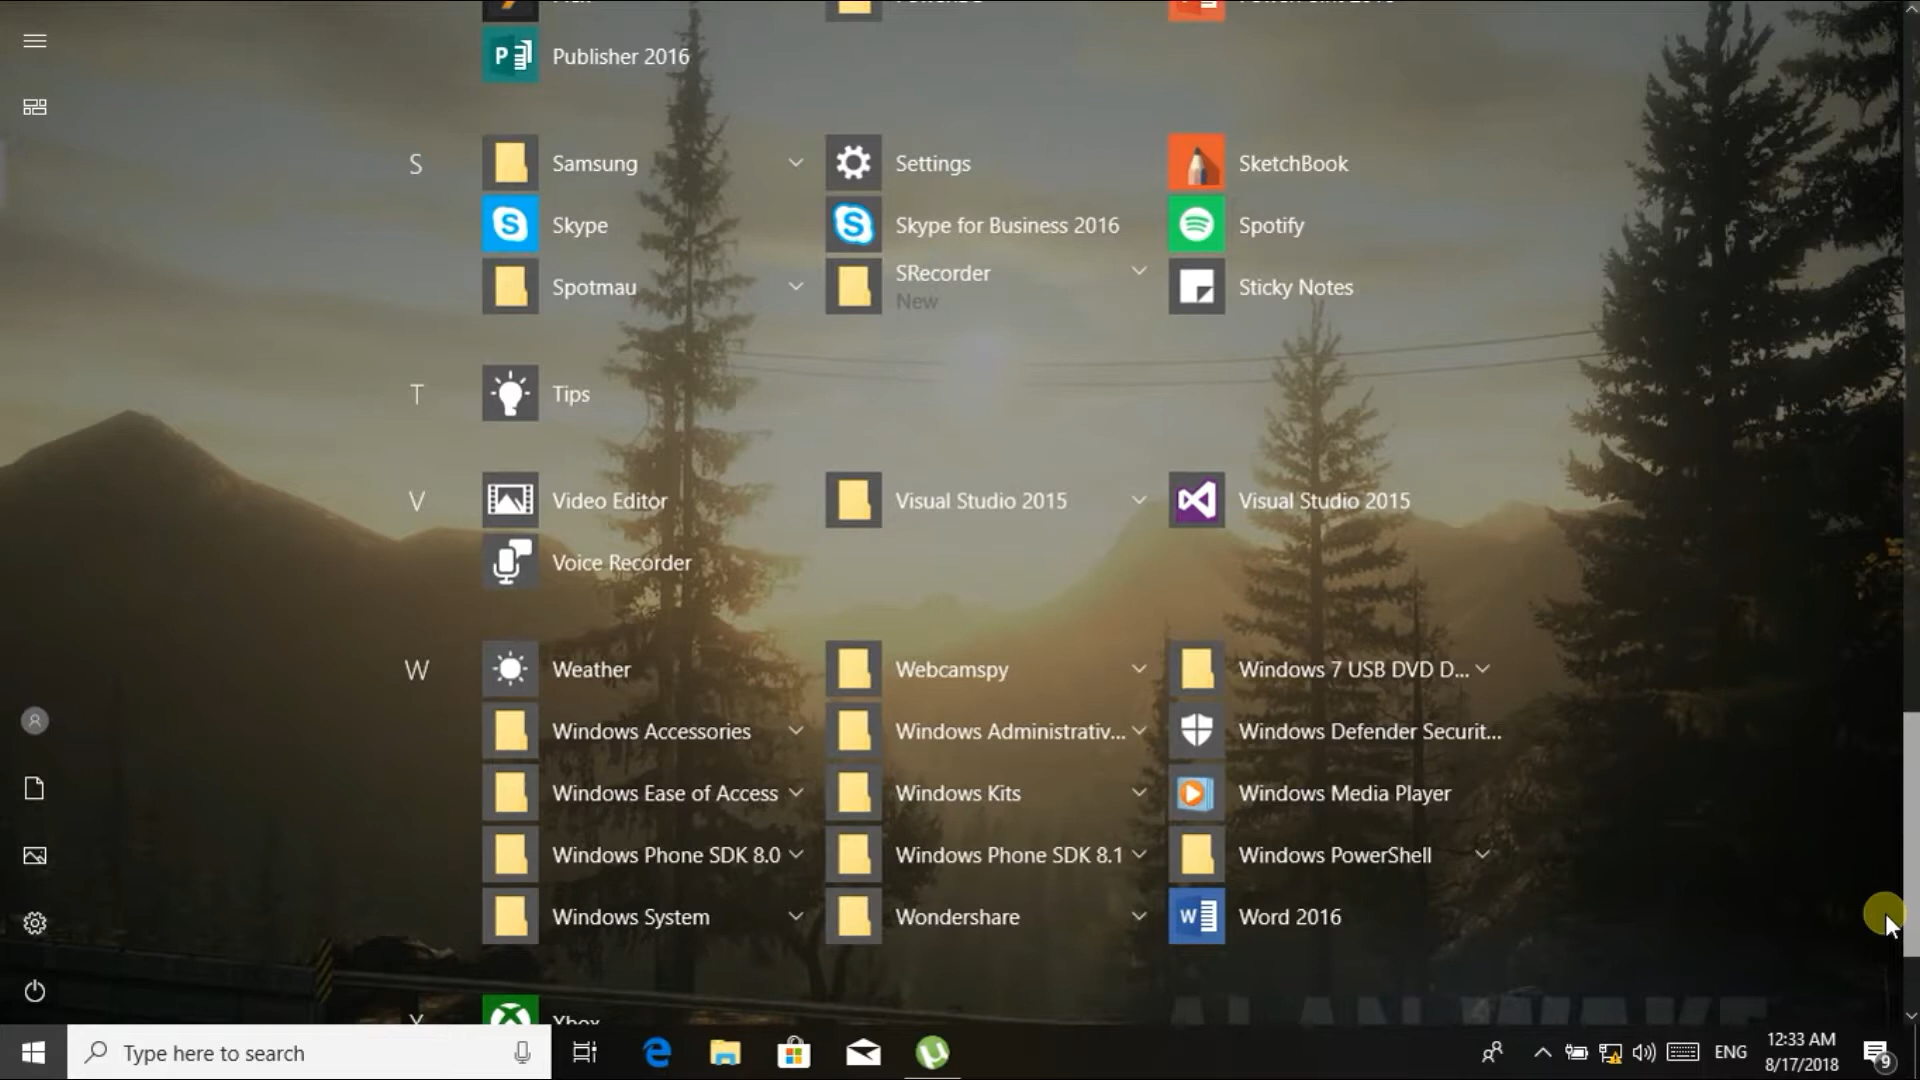 Publisher 2016
S
Samsung
Settings
SketchBook
Skype
Skype for Business 2016
Spotify
Spotmau
SRecorder
New
Sticky Notes
T
Tips
V
Video Editor
Visual Studio 2015
Visual Studio 2015
Voice Recorder
W
Weather
Webcamspy
Windows 7 USB DVD D...
Windows Accessories
Windows Administrativ...
Windows Defender Securit...
Windows Ease of Access
Windows Kits
Windows Media Player
Windows Phone SDK 8.0
Windows Phone SDK 8.1
Windows PowerShell
Windows System
Wondershare
Word 2016
X
Xbox
ALAN WAKE
Type here to search
ENG
12:33 AM
8/17/2018
9